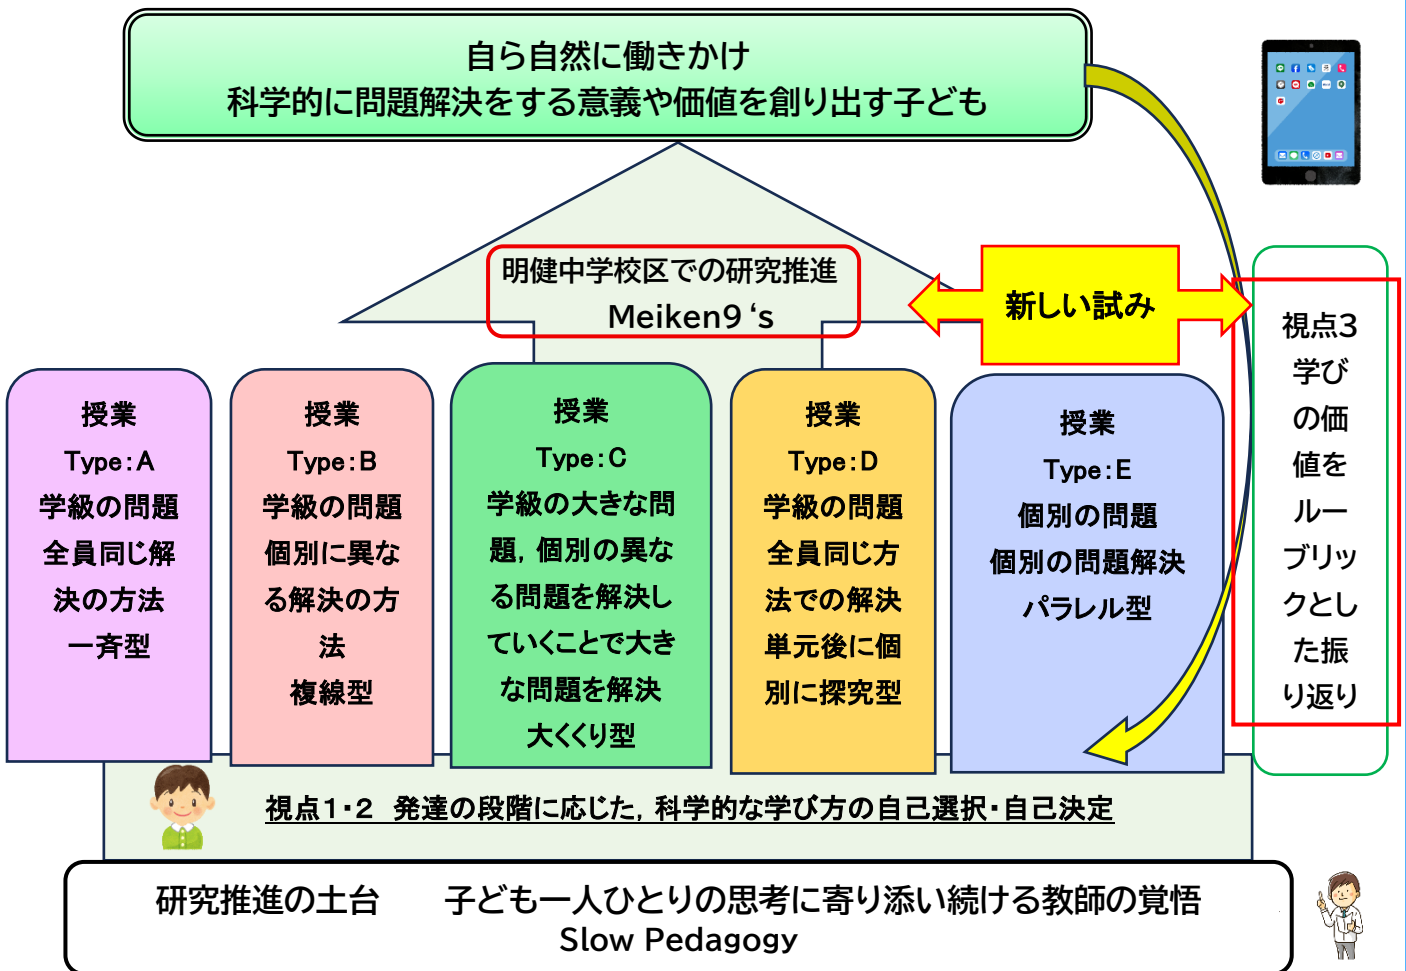 自ら自然に働きかけ
科学的に問題解決をする意義や価値を創り出す子ども
明健中学校区での研究推進
Meiken9‘s
新しい試み
授業
Type:A
学級の問題
全員同じ解
決の方法
一斉型
授業
Type:B
学級の問題
個別に異な
る解決の方
法
複線型
授業
Type:C
学級の大きな問
題,個別の異な
る問題を解決し
ていくことで大き
な問題を解決
大くくり型
授業
Type:D
学級の問題
全員同じ方
法での解決
単元後に個
別に探究型
授業
Type:E
個別の問題
個別の問題解決
パラレル型
視点3
学び
の価
値を
ルー
ブリッ
クとし
た振
り返り
視点1・2 発達の段階に応じた,科学的な学び方の自己選択・自己決定
研究推進の土台 子ども一人ひとりの思考に寄り添い続ける教師の覚悟
Slow Pedagogy